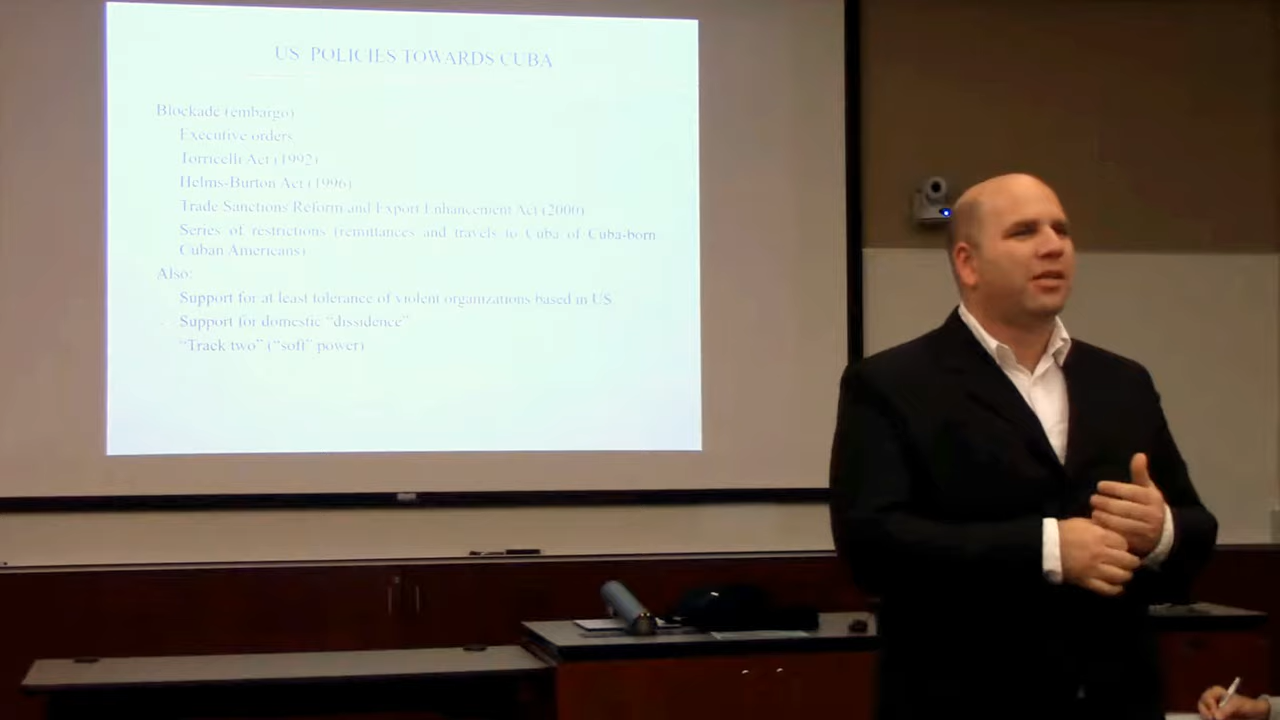 US POLICIES TOWARDS CUBA
Blockade (embargo)
Executive orders
Torricelli Act (1992)
Helms-Burton Act (1996)
Trade Sanctions Reform and Export Enhancement Act (2000)
Series of restrictions (remittances and travels to Cuba of Cuba-born
Cuban Americans)
Also:
Support for at least tolerance of violent organizations based in US
Support for domestic “dissidence”
“Track two” (“soft” power)